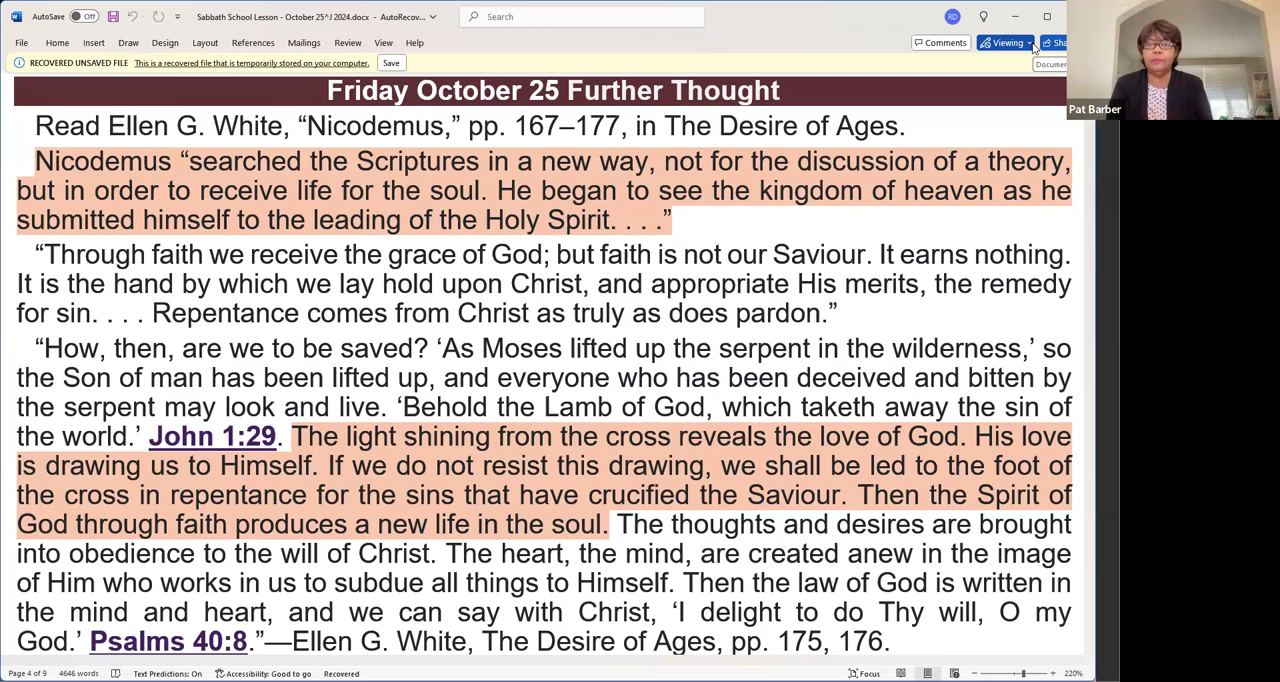 AutoSave Off Sabbath School Lesson - October 25^J 2024.docx - AutoRecov... Search RD
File Home Insert Draw Design Layout References Mailings Review View Help Comments Viewing Sha
RECOVERED UNSAVED FILE This is a recovered file that is temporarily stored on your computer. Save
Documen
Pat Barber
Friday October 25 Further Thought
Read Ellen G. White, “Nicodemus,” pp. 167–177, in The Desire of Ages.
Nicodemus “searched the Scriptures in a new way, not for the discussion of a theory,
but in order to receive life for the soul. He began to see the kingdom of heaven as he
submitted himself to the leading of the Holy Spirit. . . .”
“Through faith we receive the grace of God; but faith is not our Saviour. It earns nothing.
It is the hand by which we lay hold upon Christ, and appropriate His merits, the remedy
for sin. . . . Repentance comes from Christ as truly as does pardon.”
“How, then, are we to be saved? ‘As Moses lifted up the serpent in the wilderness,’ so
the Son of man has been lifted up, and everyone who has been deceived and bitten by
the serpent may look and live. ‘Behold the Lamb of God, which taketh away the sin of
the world.’ John 1:29. The light shining from the cross reveals the love of God. His love
is drawing us to Himself. If we do not resist this drawing, we shall be led to the foot of
the cross in repentance for the sins that have crucified the Saviour. Then the Spirit of
God through faith produces a new life in the soul. The thoughts and desires are brought
into obedience to the will of Christ. The heart, the mind, are created anew in the image
of Him who works in us to subdue all things to Himself. Then the law of God is written in
the mind and heart, and we can say with Christ, ‘I delight to do Thy will, O my
God.’ Psalms 40:8.”—Ellen G. White, The Desire of Ages, pp. 175, 176.
Page 4 of 9 4646 words Text Predictions: On Accessibility: Good to go Recovered Focus 220%